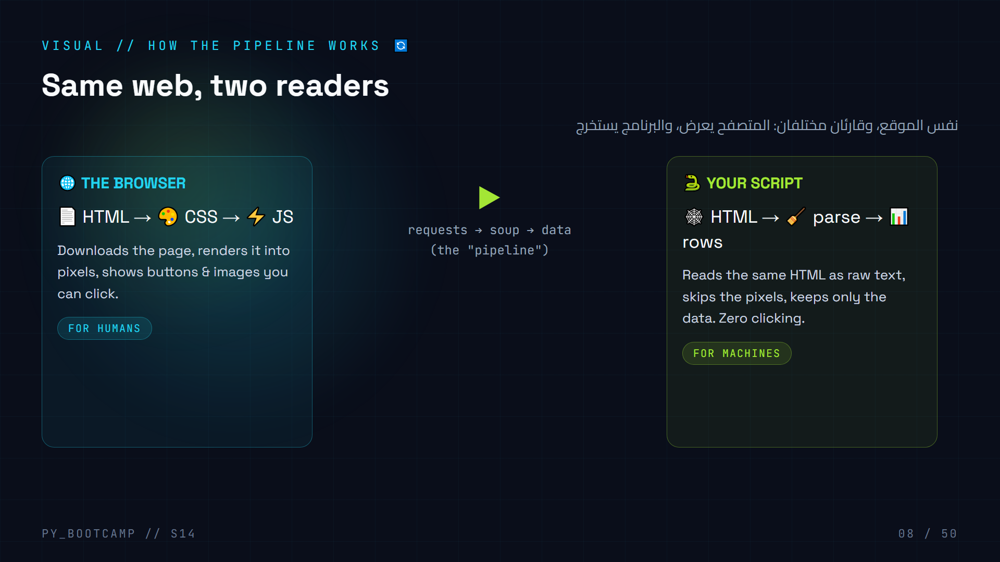 VISUAL // HOW THE PIPELINE WORKS 🔄
Same web, two readers
نفس الموقع، وقارئان مختلفان: المتصفح يعرض، والبرنامج يستخرج
🌐 THE BROWSER
📄 HTML → 🎨 CSS → ⚡ JS
Downloads the page, renders it into
pixels, shows buttons & images you
can click.
FOR HUMANS
▶
requests → soup → data
(the "pipeline")
🐍 YOUR SCRIPT
🕸 HTML → 🧹 parse → 📊
rows
Reads the same HTML as raw text,
skips the pixels, keeps only the
data. Zero clicking.
FOR MACHINES
PY_BOOTCAMP // S14
08 / 50